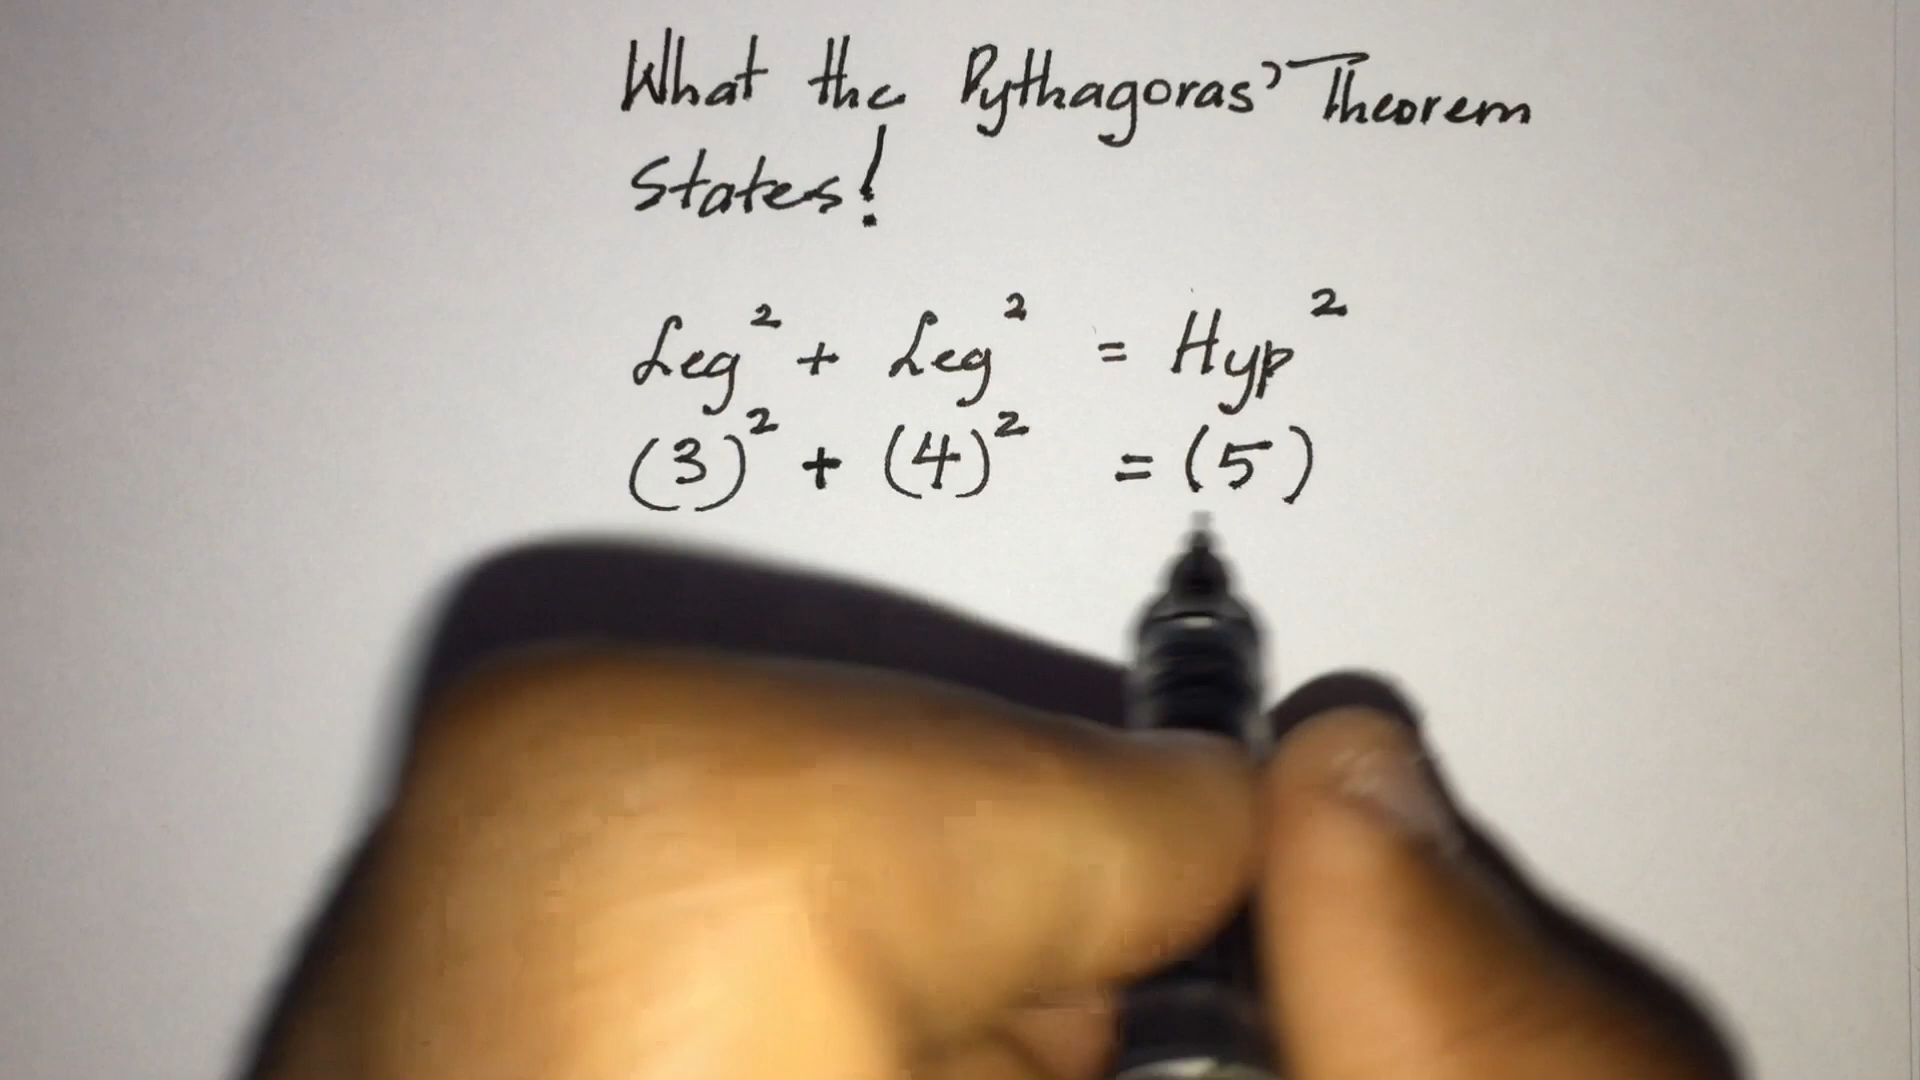 What the Pythagoras' Theorem
States!
Leg² + Leg² = Hyp²
(3)² + (4)² = (5)